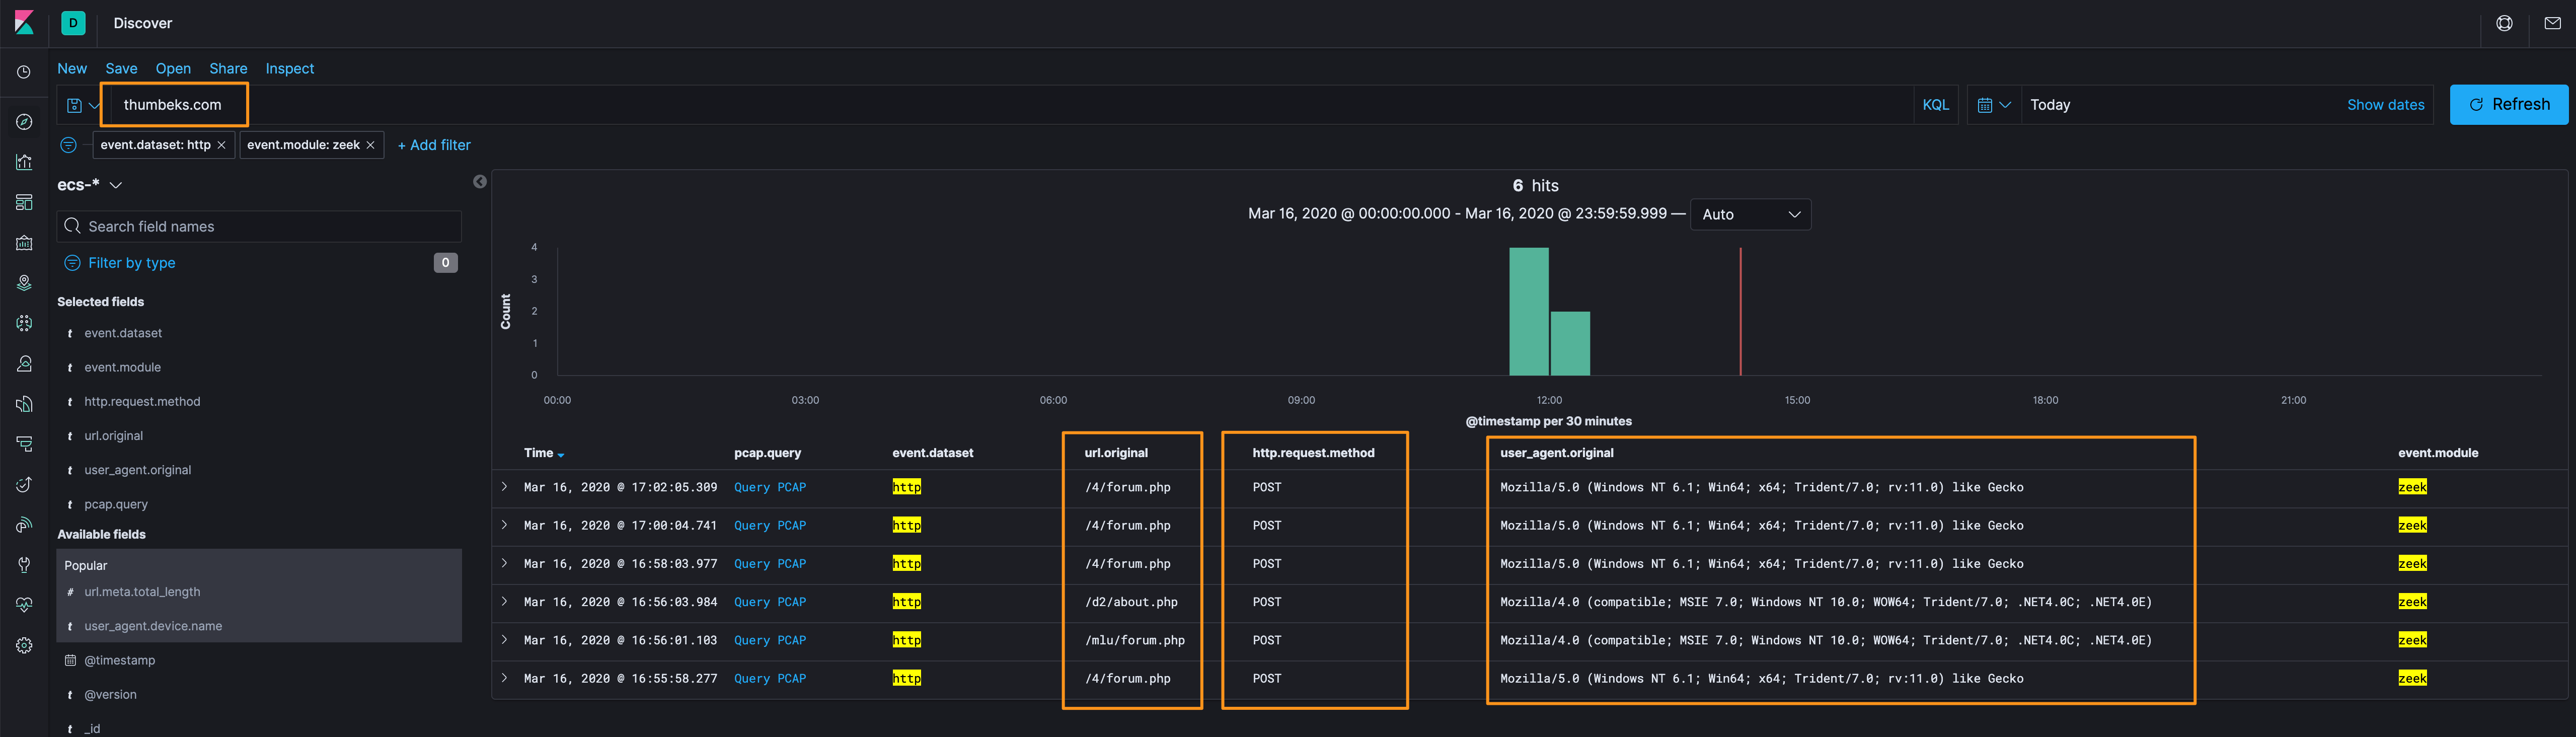 D Discover
New Save Open Share Inspect
thumbeks.com KQL Today Show dates Refresh
event.dataset: http × event.module: zeek × + Add filter
ecs-*
Search field names
Filter by type 0
Selected fields
t event.dataset
t event.module
t http.request.method
t url.original
t user_agent.original
t pcap.query
Available fields
Popular
# url.meta.total_length
t user_agent.device.name
@timestamp
t @version
t _id
6 hits
Mar 16, 2020 @ 00:00:00.000 - Mar 16, 2020 @ 23:59:59.999 — Auto
Count
4
3
2
1
0
00:00 03:00 06:00 09:00 12:00 15:00 18:00 21:00
@timestamp per 30 minutes
Time pcap.query event.dataset url.original http.request.method user_agent.original event.module
Mar 16, 2020 @ 17:02:05.309 Query PCAP http /4/forum.php POST Mozilla/5.0 (Windows NT 6.1; Win64; x64; Trident/7.0; rv:11.0) like Gecko zeek
Mar 16, 2020 @ 17:00:04.741 Query PCAP http /4/forum.php POST Mozilla/5.0 (Windows NT 6.1; Win64; x64; Trident/7.0; rv:11.0) like Gecko zeek
Mar 16, 2020 @ 16:58:03.977 Query PCAP http /4/forum.php POST Mozilla/5.0 (Windows NT 6.1; Win64; x64; Trident/7.0; rv:11.0) like Gecko zeek
Mar 16, 2020 @ 16:56:03.984 Query PCAP http /d2/about.php POST Mozilla/4.0 (compatible; MSIE 7.0; Windows NT 10.0; WOW64; Trident/7.0; .NET4.0C; .NET4.0E) zeek
Mar 16, 2020 @ 16:56:01.103 Query PCAP http /mlu/forum.php POST Mozilla/4.0 (compatible; MSIE 7.0; Windows NT 10.0; WOW64; Trident/7.0; .NET4.0C; .NET4.0E) zeek
Mar 16, 2020 @ 16:55:58.277 Query PCAP http /4/forum.php POST Mozilla/5.0 (Windows NT 6.1; Win64; x64; Trident/7.0; rv:11.0) like Gecko zeek